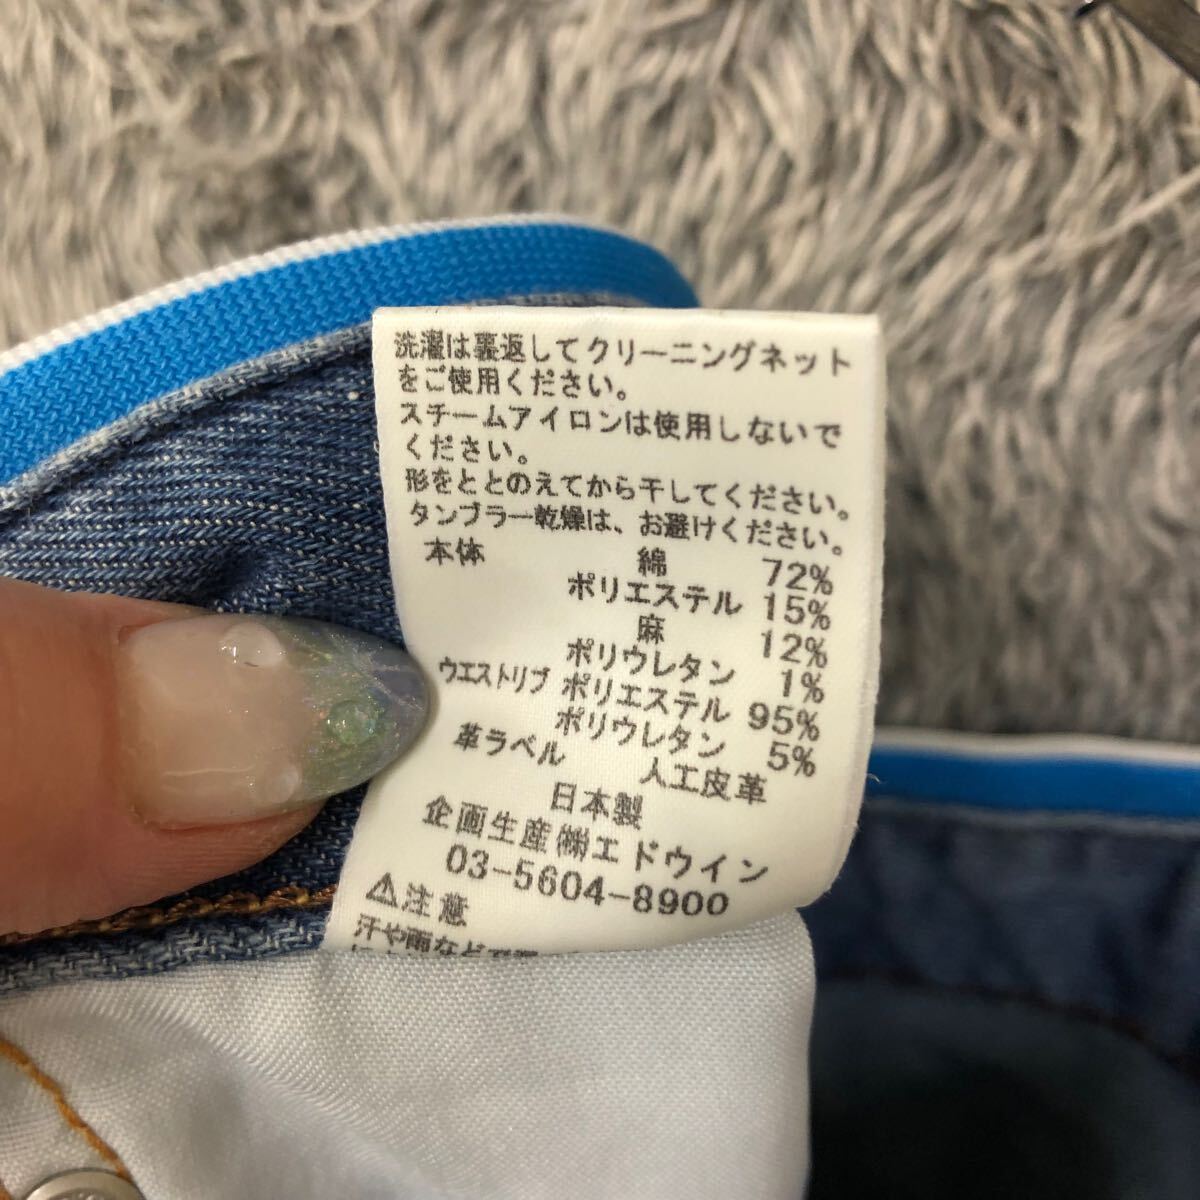 洗濯は裏返してクリーニングネット
をご使用ください。
スチームアイロンは使用しないで
ください。
形をととのえてから干してください。
タンブラー乾燥は、お避けください。
本体 綿 72%
ポリエステル 15%
麻 12%
ポリウレタン 1%
ウエストリブ ポリエステル 95%
ポリウレタン 5%
革ラベル 人工皮革
日本製
企画生産㈱エドウイン
03-5604-8900
⚠注意
汗や雨などで